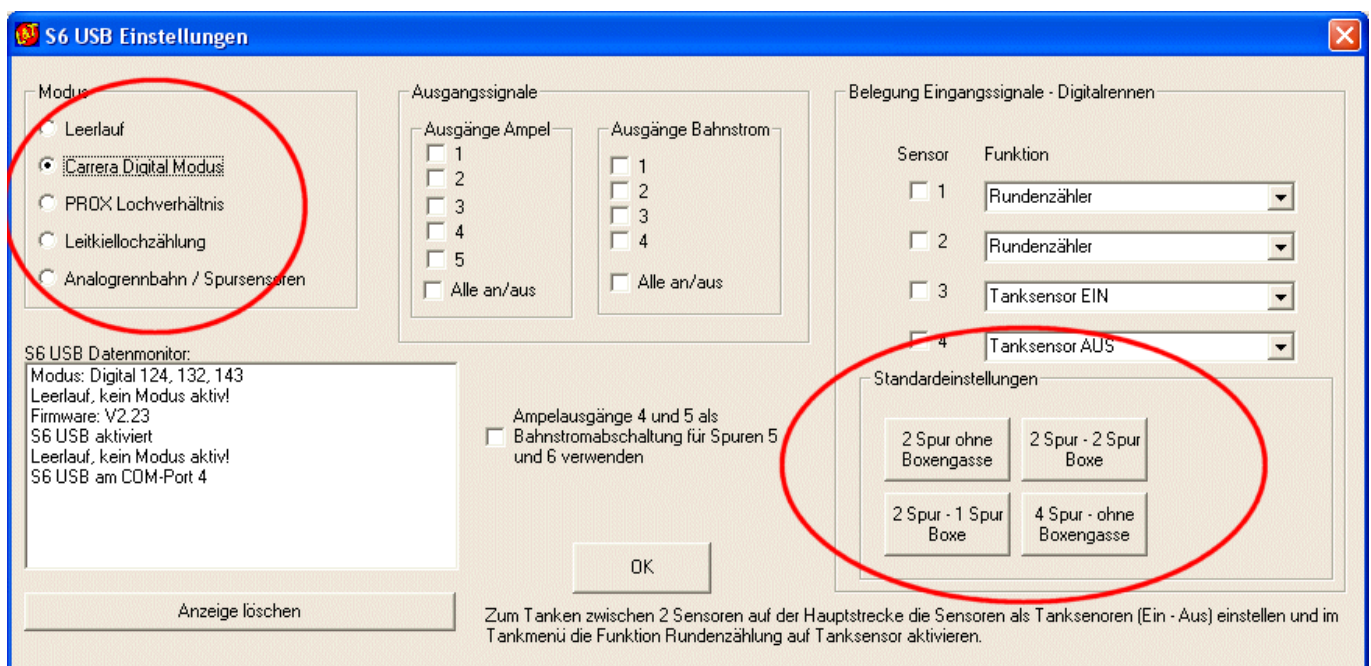 S6 USB Einstellungen
Modus
Leerlauf
Carrera Digital Modus
PROX Lochverhältnis
Leitkiellochzählung
Analogrennbahn / Spursensoren
Ausgangssignale
Ausgänge Ampel
1
2
3
4
5
Alle an/aus
Ausgänge Bahnstrom
1
2
3
4
Alle an/aus
Belegung Eingangssignale - Digitalrennen
Sensor Funktion
1 Rundenzähler
2 Rundenzähler
3 Tanksensor EIN
4 Tanksensor AUS
Standardeinstellungen
2 Spur ohne
Boxengasse
2 Spur - 2 Spur
Boxe
2 Spur - 1 Spur
Boxe
4 Spur - ohne
Boxengasse
S6 USB Datenmonitor:
Modus: Digital 124, 132, 143
Leerlauf, kein Modus aktiv!
Firmware: V2.23
S6 USB aktiviert
Leerlauf, kein Modus aktiv!
S6 USB am COM-Port 4
Anzeige löschen
Ampelausgänge 4 und 5 als
Bahnstromabschaltung für Spuren 5
und 6 verwenden
OK
Zum Tanken zwischen 2 Sensoren auf der Hauptstrecke die Sensoren als Tanksenoren (Ein - Aus) einstellen und im
Tankmenü die Funktion Rundenzählung auf Tanksensor aktivieren.